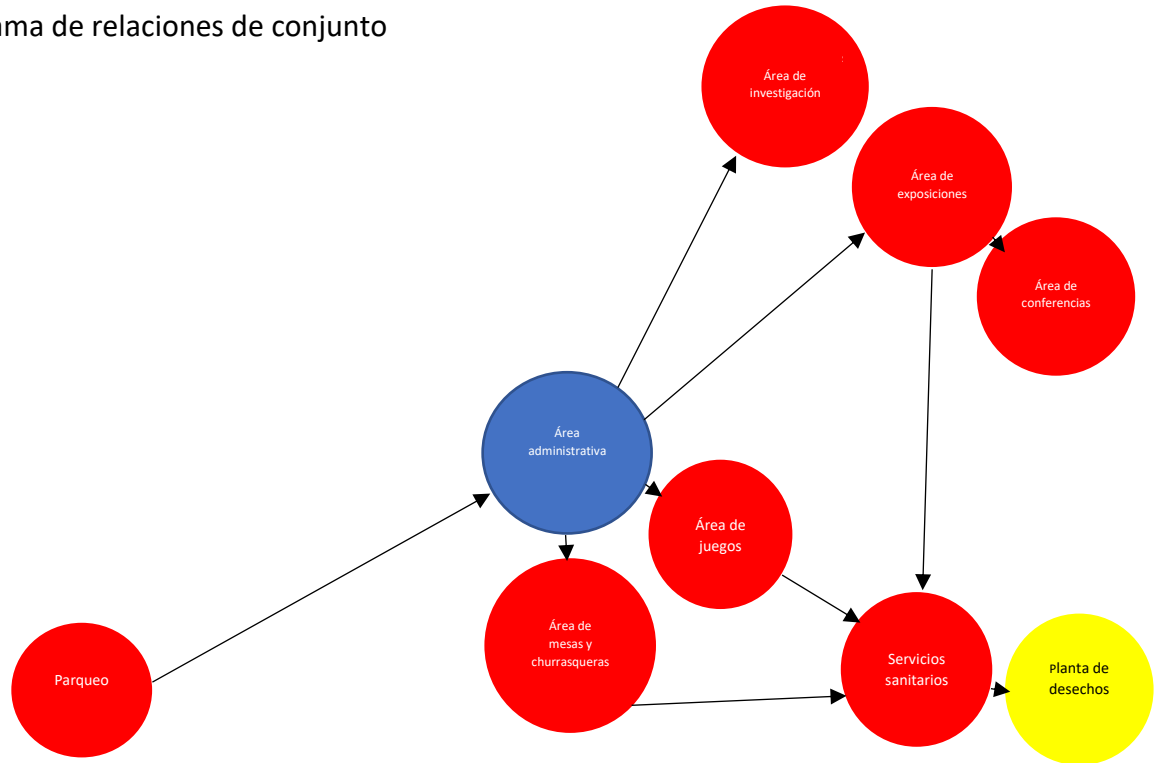 ama de relaciones de conjunto
Área de
investigación
Área de
exposiciones
Área de
conferencias
Área
administrativa
Área de
juegos
Área de
mesas y
churrasqueras
Servicios
sanitarios
Planta de
desechos
Parqueo